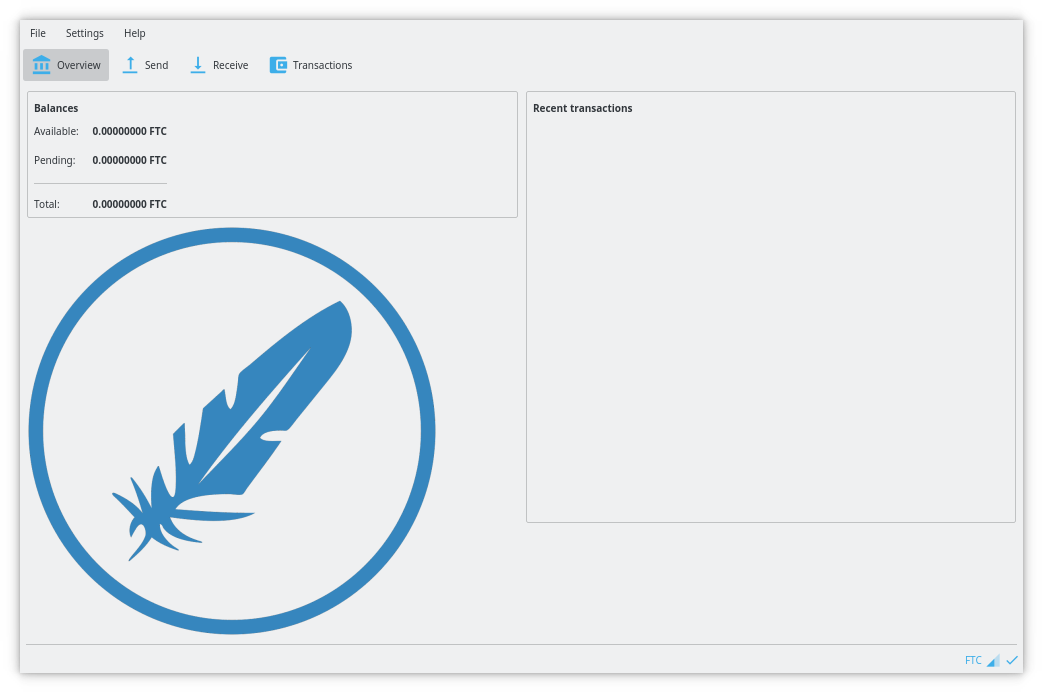 File Settings Help
Overview Send Receive Transactions
Balances
Available: 0.00000000 FTC
Pending: 0.00000000 FTC
Total: 0.00000000 FTC
Recent transactions
FTC